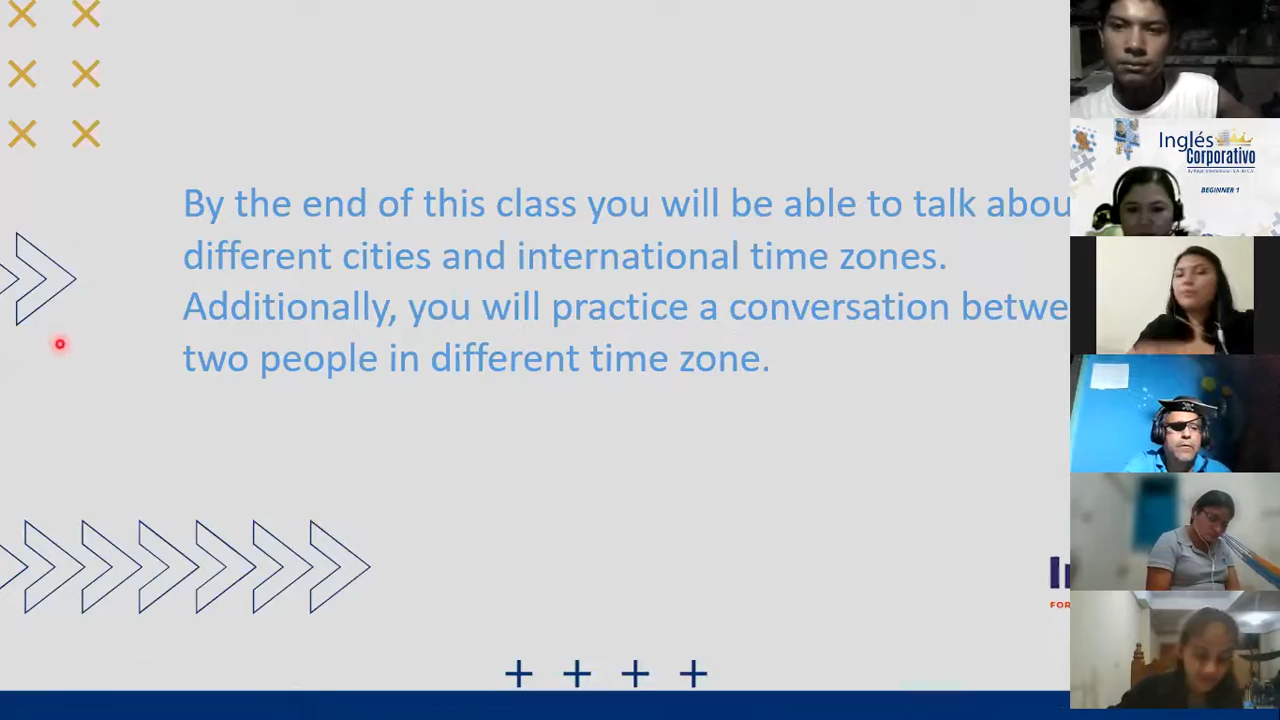 By the end of this class you will be able to talk abou
different cities and international time zones.
Additionally, you will practice a conversation betwe
two people in different time zone.
Inglés
Corporativo
BEGINNER 1
FOR